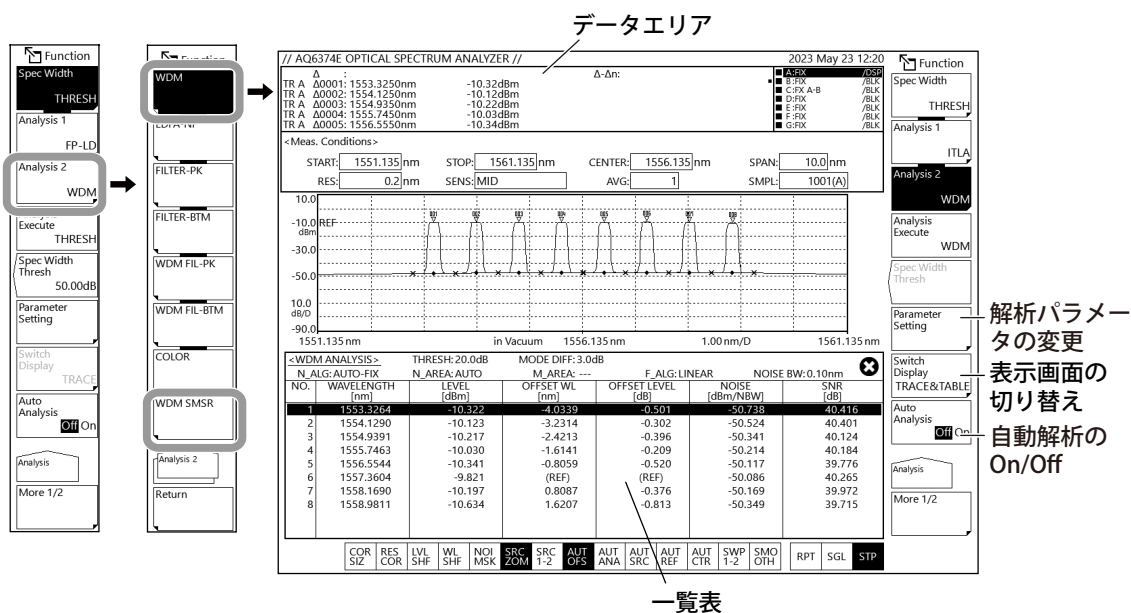 データエリア
Function
Spec Width
THRESH
Analysis 1
FP-LD
Analysis 2
WDM
Execute
THRESH
Spec Width
Thresh
50.00dB
Parameter
Setting
Switch
Display
TRACE
Auto
Analysis
Off On
Analysis
More 1/2
Function
WDM
FILTER-PK
FILTER-BTM
WDM FIL-PK
WDM FIL-BTM
COLOR
WDM SMSR
Analysis 2
Return
// AQ6374E OPTICAL SPECTRUM ANALYZER // 2023 May 23 12:20
Δ : Δ-Δn:
TR A Δ0001: 1553.3250nm -10.32dBm
TR A Δ0002: 1554.1250nm -10.12dBm
TR A Δ0003: 1554.9350nm -10.22dBm
TR A Δ0004: 1555.7450nm -10.03dBm
TR A Δ0005: 1556.5550nm -10.34dBm
A:FIX /DSP
B:FIX /BLK
C:FIX A-B /BLK
D:FIX /BLK
E:FIX /BLK
F:FIX /BLK
G:FIX /BLK
<Meas. Conditions>
START: 1551.135 nm STOP: 1561.135 nm CENTER: 1556.135 nm SPAN: 10.0 nm
RES: 0.2 nm SENS: MID AVG: 1 SMPL: 1001(A)
10.0
-10.0 REF
dBm
-30.0
-50.0
10.0
dB/D
-90.0
001 002 003 004 005 006 007 008
1551.135 nm in Vacuum 1556.135 nm 1.00 nm/D 1561.135 nm
<WDM ANALYSIS> THRESH: 20.0dB MODE DIFF: 3.0dB
N_ALG: AUTO-FIX N_AREA: AUTO M_AREA: --- F_ALG: LINEAR NOISE BW: 0.10nm
NO. WAVELENGTH LEVEL OFFSET WL OFFSET LEVEL NOISE SNR
[nm] [dBm] [nm] [dB] [dBm/NBW] [dB]
1 1553.3264 -10.322 -4.0339 -0.501 -50.738 40.416
2 1554.1290 -10.123 -3.2314 -0.302 -50.524 40.401
3 1554.9391 -10.217 -2.4213 -0.396 -50.341 40.124
4 1555.7463 -10.030 -1.6141 -0.209 -50.214 40.184
5 1556.5544 -10.341 -0.8059 -0.520 -50.117 39.776
6 1557.3604 -9.821 (REF) (REF) -50.086 40.265
7 1558.1690 -10.197 0.8087 -0.376 -50.169 39.972
8 1558.9811 -10.634 1.6207 -0.813 -50.349 39.715
COR RES LVL WL NOI SRC SRC AUT AUT AUT AUT AUT SWP SMO
SIZ COR SHF SHF MSK ZOM 1-2 OFS ANA SRC REF CTR 1-2 OTH
RPT SGL STP
Function
Spec Width
THRESH
Analysis 1
ITLA
Analysis 2
WDM
Analysis
Execute
WDM
Spec Width
Thresh
Parameter
Setting
Switch
Display
TRACE&TABLE
Auto
Analysis
Off On
Analysis
More 1/2
解析パラメー
タの変更
表示画面の
切り替え
自動解析の
On/Off
一覧表